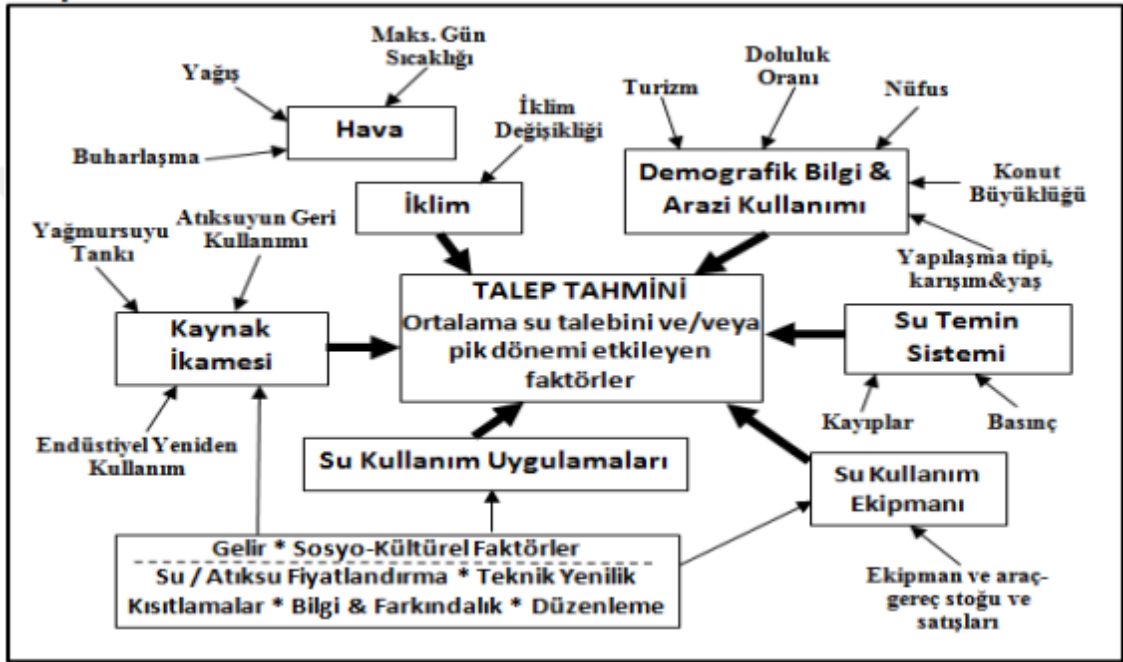 Maks. Gün
Sıcaklığı
Yağış
Hava
Buharlaşma
İklim
Değişikliği
İklim
Turizm
Doluluk
Oranı
Nüfus
Demografik Bilgi &
Arazi Kullanımı
Konut
Büyüklüğü
Yapılaşma tipi,
karışım&yaş
Yağmursuyu
Tankı
Atıksuyun Geri
Kullanımı
Kaynak
İkamesi
Endüstiyel Yeniden
Kullanım
TALEP TAHMİNİ
Ortalama su talebini ve/veya
pik dönemi etkileyen
faktörler
Su Temin
Sistemi
Kayıplar
Basınç
Su Kullanım Uygulamaları
Su Kullanım
Ekipmanı
Gelir * Sosyo-Kültürel Faktörler
Su / Atıksu Fiyatlandırma * Teknik Yenilik
Kısıtlamalar * Bilgi & Farkındalık * Düzenleme
Ekipman ve araç-
gereç stoğu ve
satışları